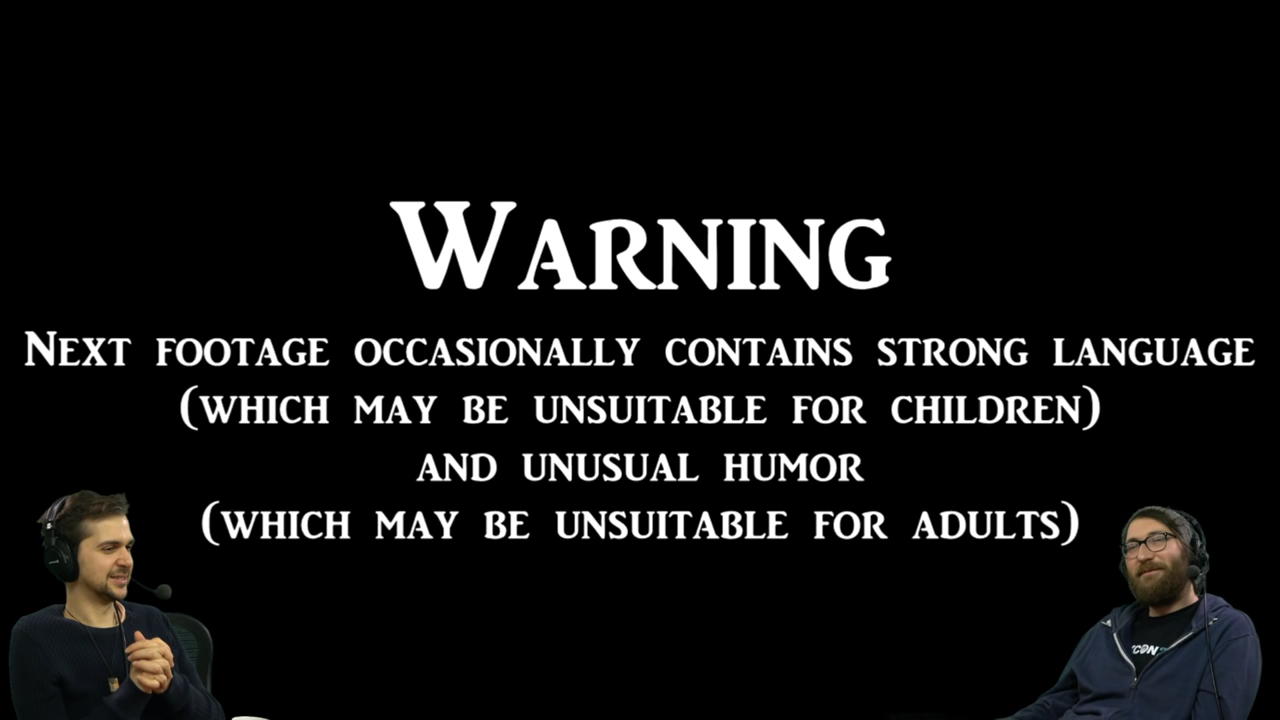 Warning
Next footage occasionally contains strong language
(which may be unsuitable for children)
and unusual humor
(which may be unsuitable for adults)